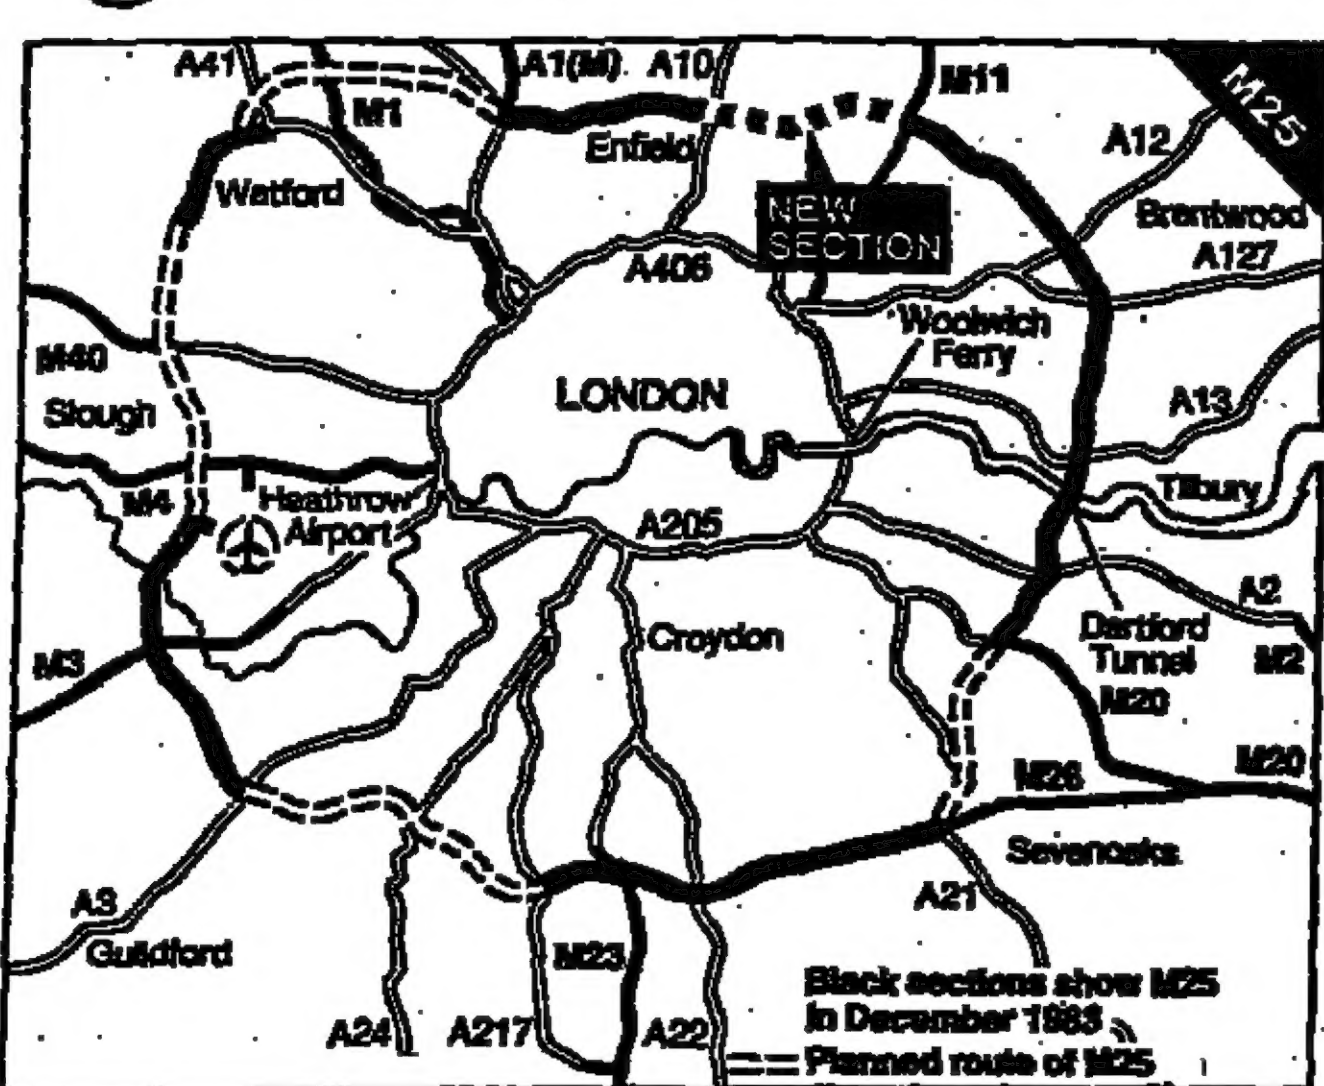 A41
A1(M)
A10
M11
M25
M1
A12
Enfield
Watford
NEW
SECTION
Brentwood
A127
A406
Woolwich
Ferry
M40
Slough
LONDON
A13
M4
Heathrow
Airport
Tilbury
A205
A2
Croydon
Dartford
Tunnel
M2
M3
M20
M26
M20
Sevenoaks
A21
A3
Guildford
M23
A24
A217
A22
Black sections show M25
in December 1983
Planned route of M25